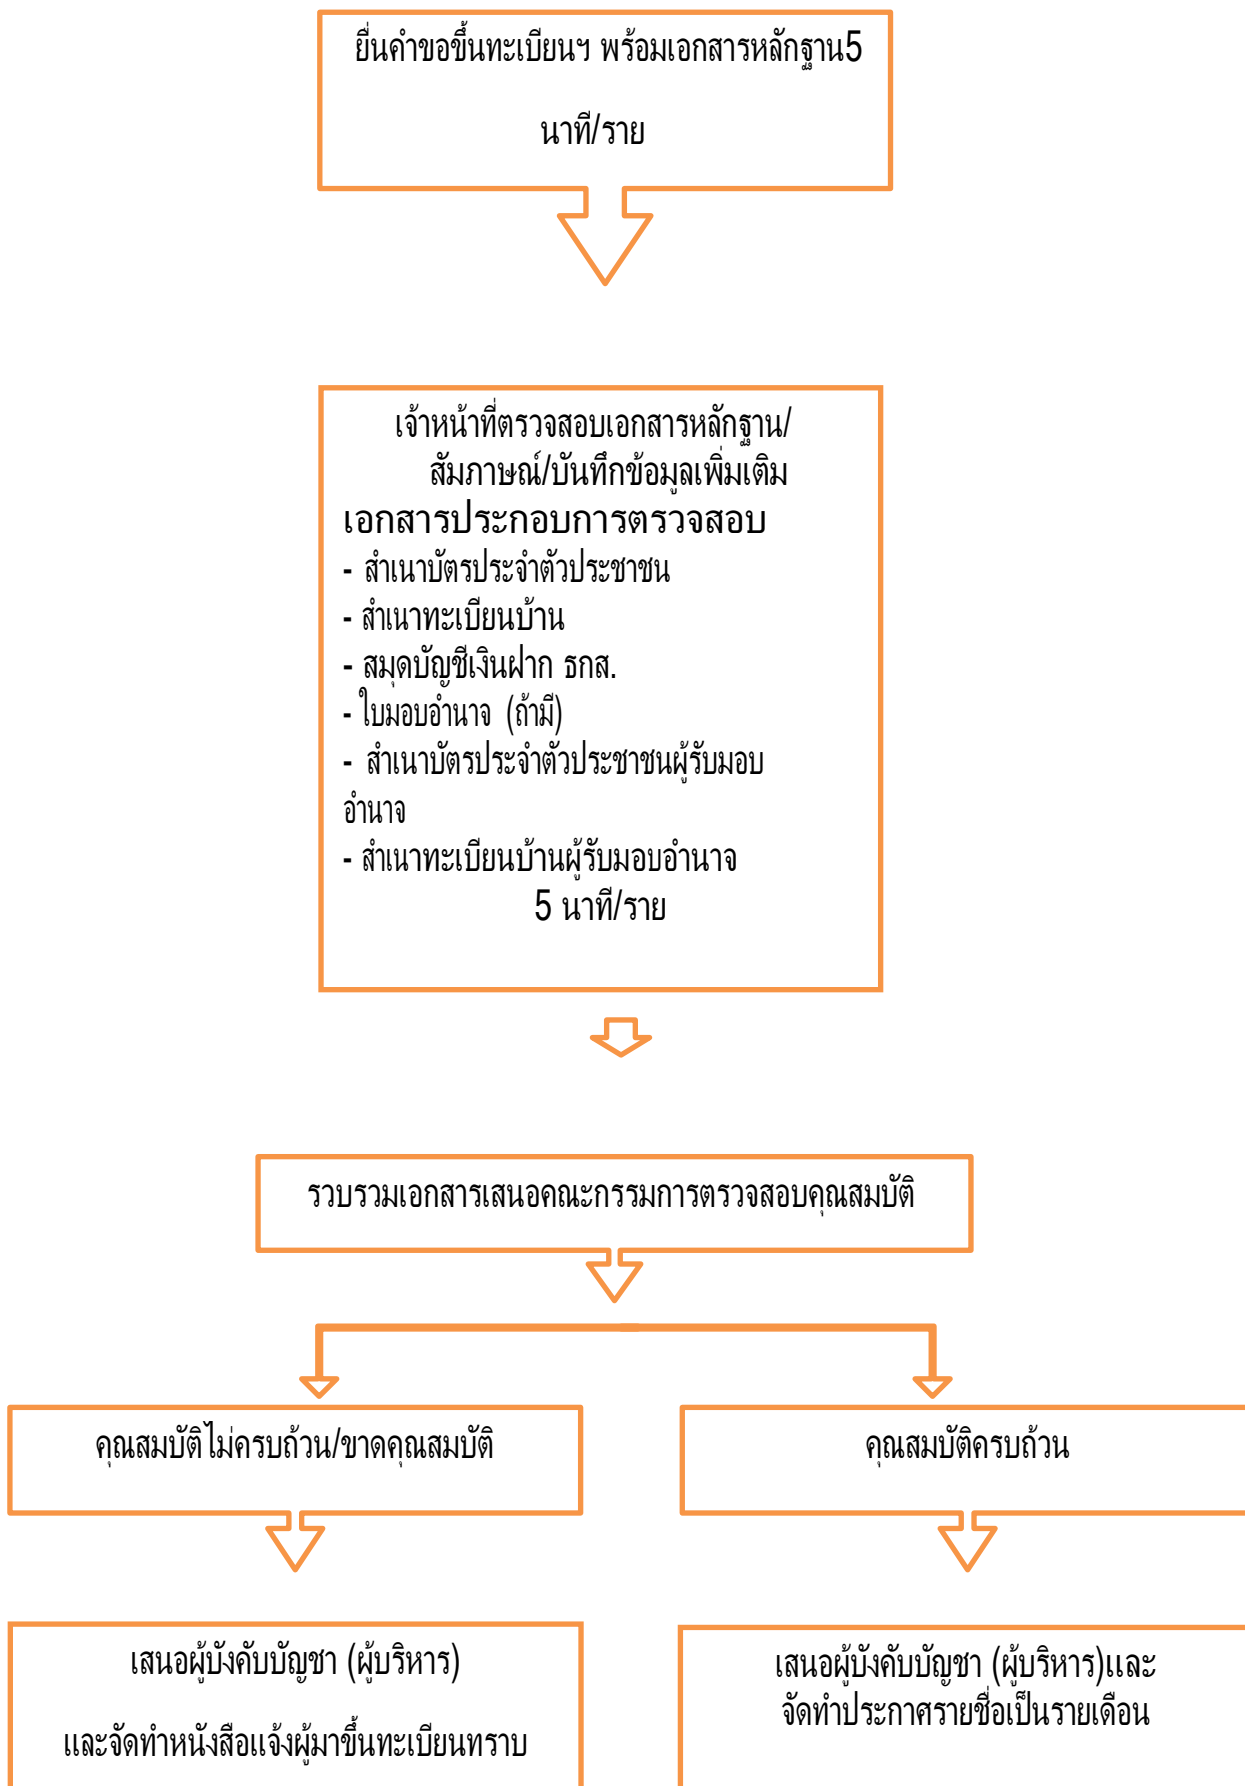 ยื่นคำขอขึ้นทะเบียนฯ พร้อมเอกสารหลักฐาน5
นาที/ราย
เจ้าหน้าที่ตรวจสอบเอกสารหลักฐาน/
สัมภาษณ์/บันทึกข้อมูลเพิ่มเติม
เอกสารประกอบการตรวจสอบ
- สำเนาบัตรประจำตัวประชาชน
- สำเนาทะเบียนบ้าน
- สมุดบัญชีเงินฝาก ธกส.
- ใบมอบอำนาจ (ถ้ามี)
- สำเนาบัตรประจำตัวประชาชนผู้รับมอบ
อำนาจ
- สำเนาทะเบียนบ้านผู้รับมอบอำนาจ
5 นาที/ราย
รวบรวมเอกสารเสนอคณะกรรมการตรวจสอบคุณสมบัติ
คุณสมบัติไม่ครบถ้วน/ขาดคุณสมบัติ
คุณสมบัติครบถ้วน
เสนอผู้บังคับบัญชา (ผู้บริหาร)
และจัดทำหนังสือแจ้งผู้มาขึ้นทะเบียนทราบ
เสนอผู้บังคับบัญชา (ผู้บริหาร)และ
จัดทำประกาศรายชื่อเป็นรายเดือน